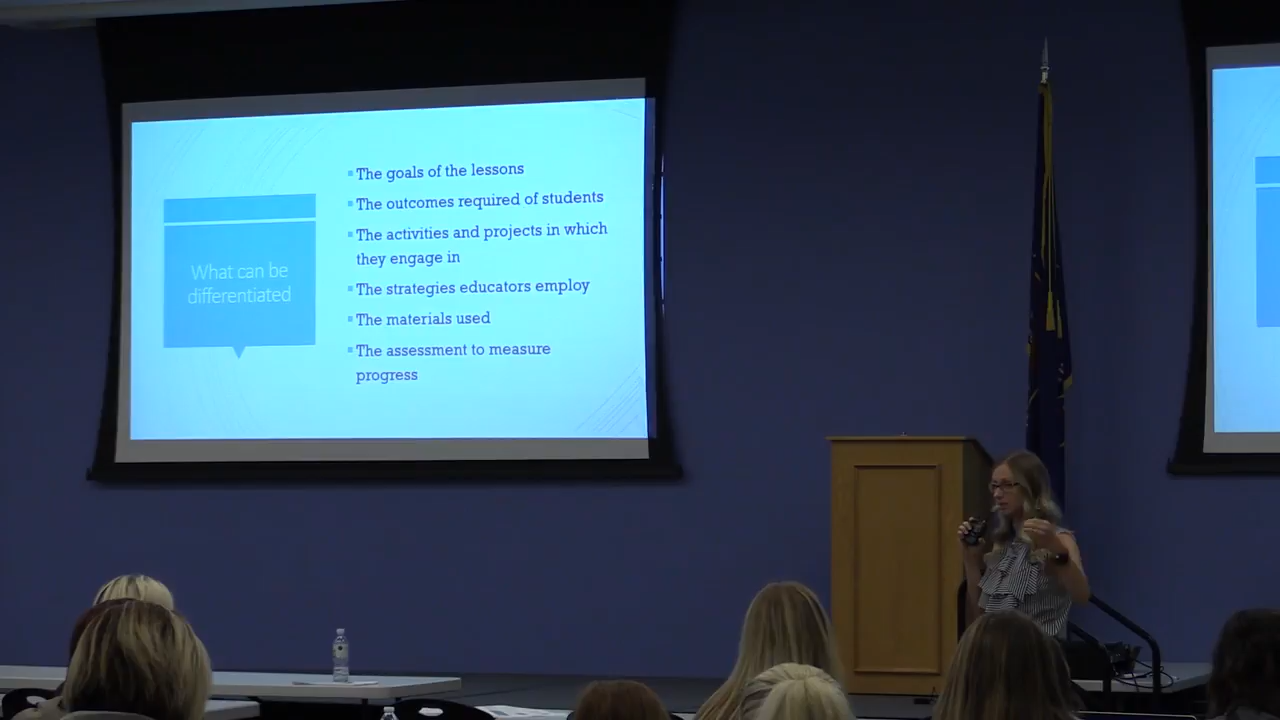 What can be
differentiated
The goals of the lessons
The outcomes required of students
The activities and projects in which
they engage in
The strategies educators employ
The materials used
The assessment to measure
progress